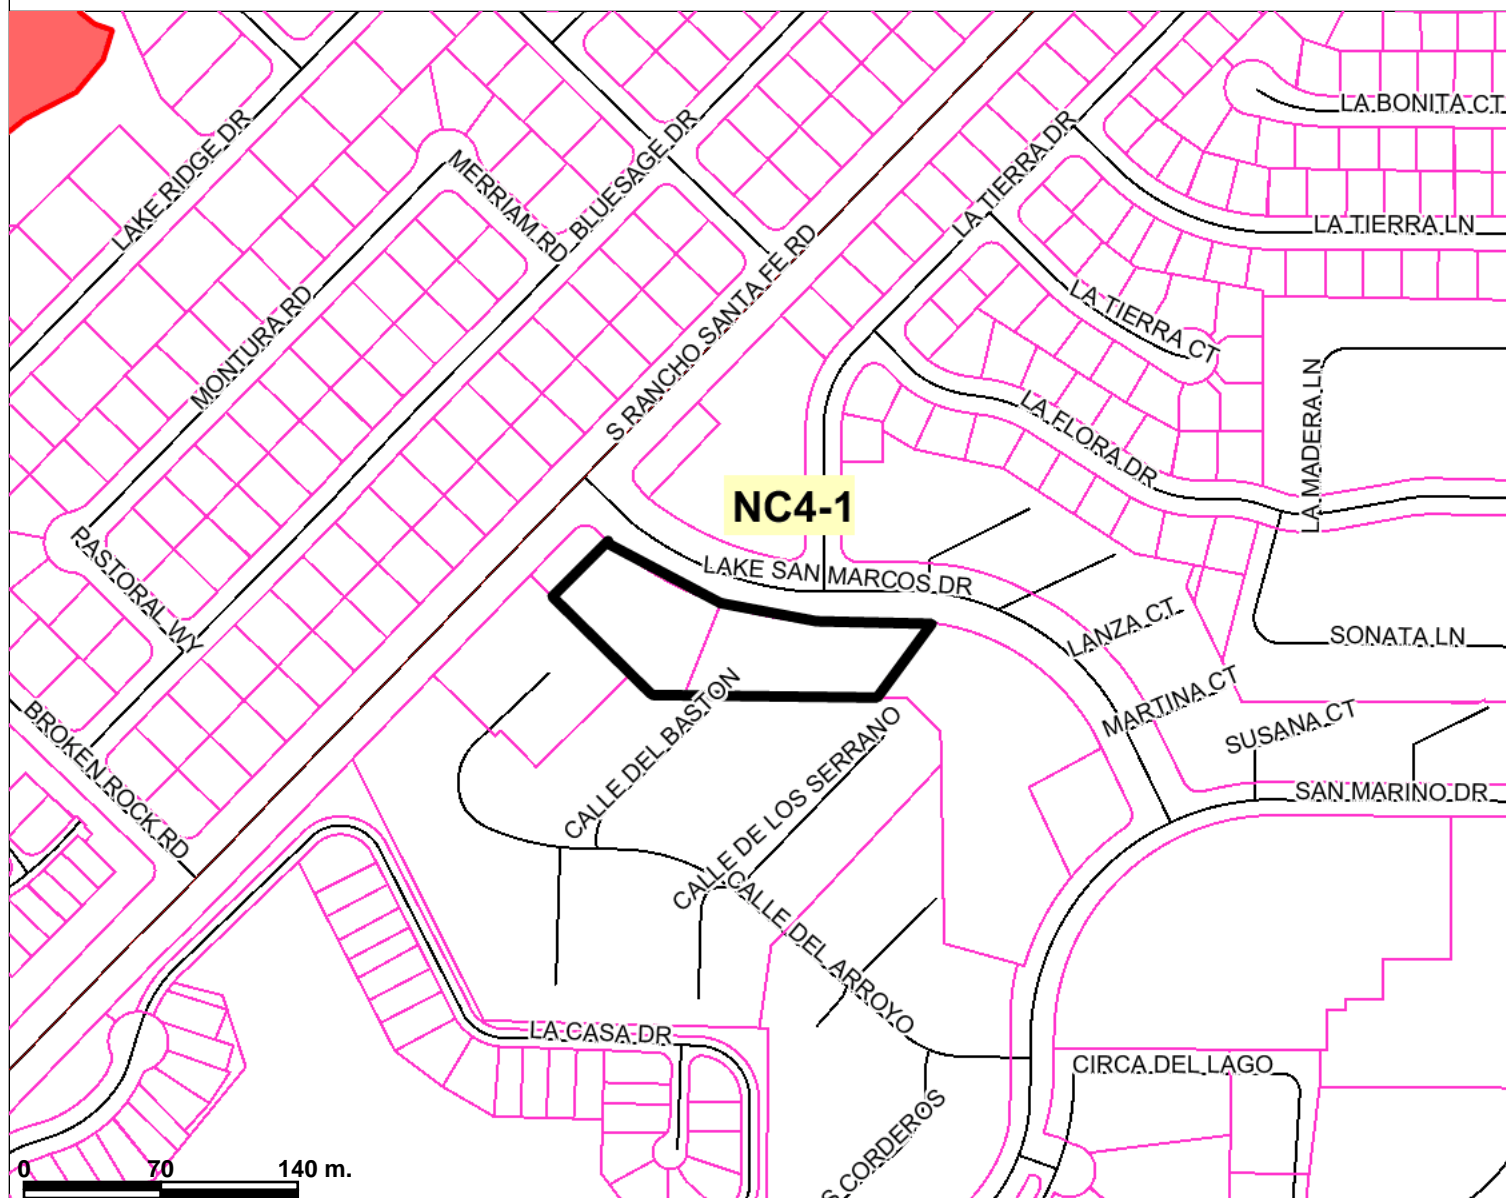 LA BONITA CT
LAKE RIDGE DR
MERRIAM RD
BLUESAGE DR
LA TIERRA DR
LA TIERRA LN
S RANCHO SANTA FE RD
MONTURA RD
LA TIERRA CT
LA FLORA DR
LA MADERA LN
NC4-1
PASTORAL WY
LAKE SAN MARCOS DR
LANZA CT
SONATA LN
MARTINA CT
SUSANA CT
BROKEN ROCK RD
CALLE DEL BASTON
CALLE DE LOS SERRANO
SAN MARINO DR
CALLE DEL ARROYO
LA CASA DR
CIRCA DEL LAGO
S CORDEROS
0 70 140 m.